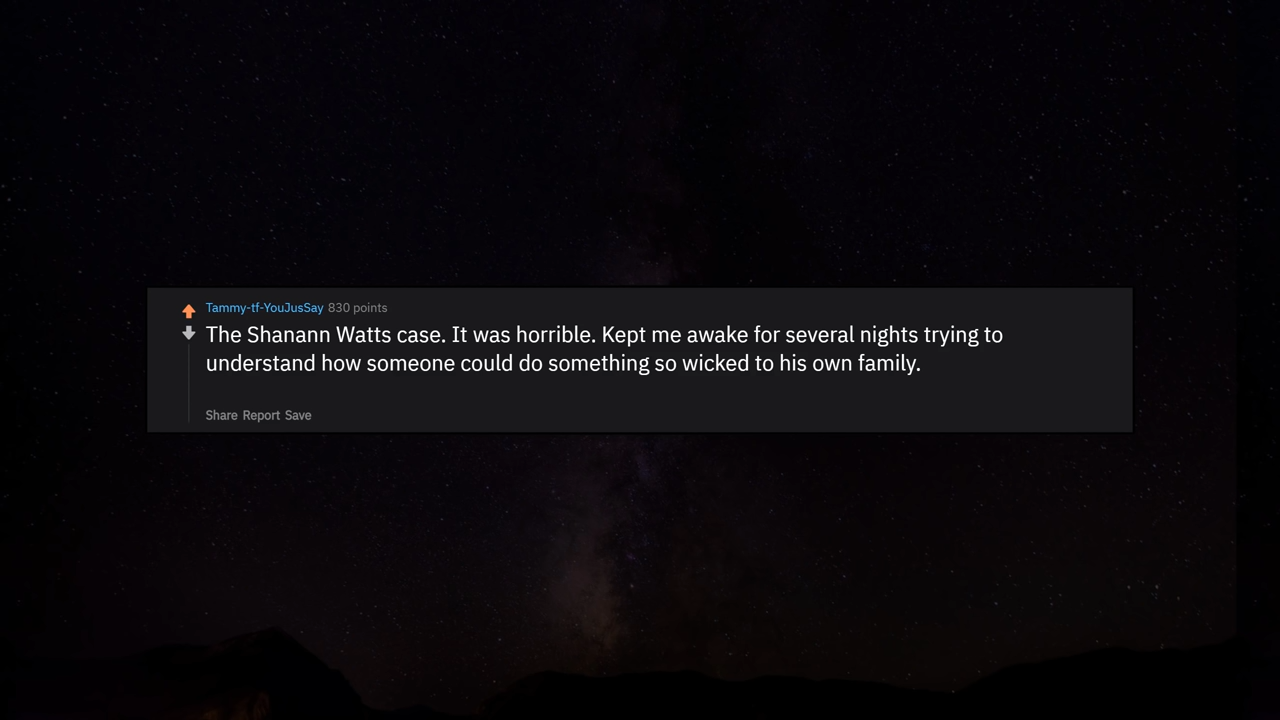 Tammy-tf-YouJusSay 830 points
The Shanann Watts case. It was horrible. Kept me awake for several nights trying to
understand how someone could do something so wicked to his own family.
Share Report Save